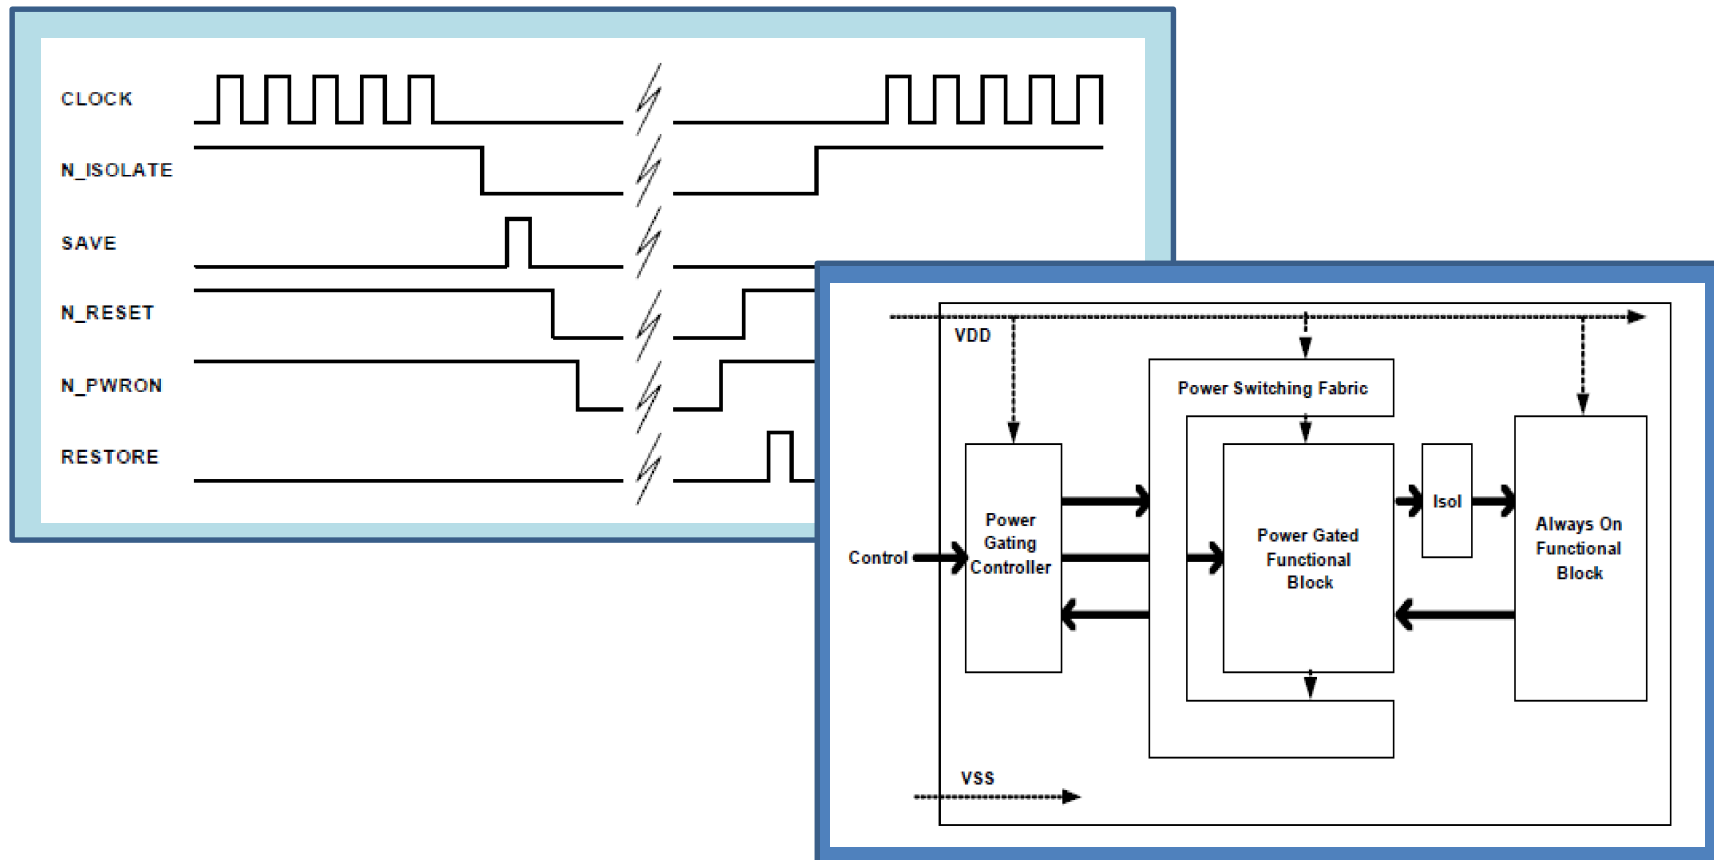 CLOCK
N_ISOLATE
SAVE
N_RESET
N_PWRON
RESTORE
VDD
Power Switching Fabric
Control
Power
Gating
Controller
Power Gated
Functional
Block
Isol
Always On
Functional
Block
VSS